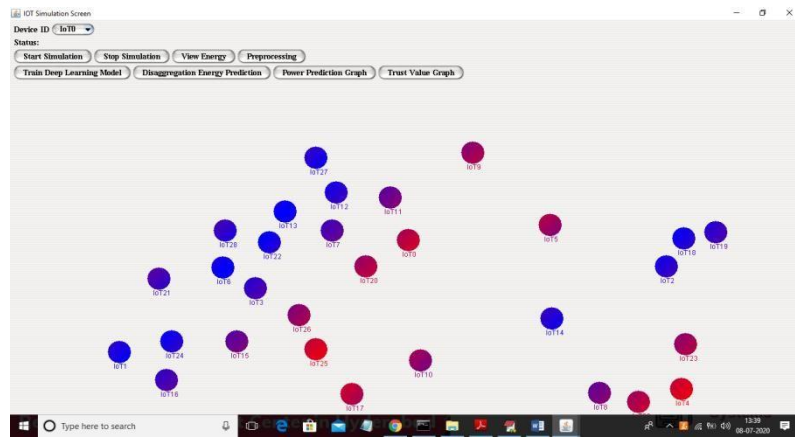 IOT Simulation Screen
Device ID IoT0
Status:
Start Simulation Stop Simulation View Energy Preprocessing
Train Deep Learning Model Disaggregation Energy Prediction Power Prediction Graph Trust Value Graph
IoT9
IoT27
IoT12
IoT11
IoT13
IoT5
IoT28
IoT7
IoT22
IoT0
IoT18
IoT19
IoT6
IoT20
IoT2
IoT21
IoT3
IoT26
IoT14
IoT1
IoT24
IoT15
IoT25
IoT10
IoT23
IoT16
IoT17
IoT8
IoT4
Type here to search
13:39
08-07-2020